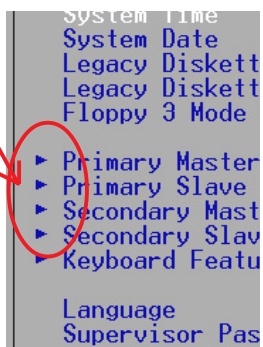 System Time
System Date
Legacy Diskett
Legacy Diskett
Floppy 3 Mode
Primary Master
Primary Slave
Secondary Mast
Secondary Slav
Keyboard Featu
Language
Supervisor Pas